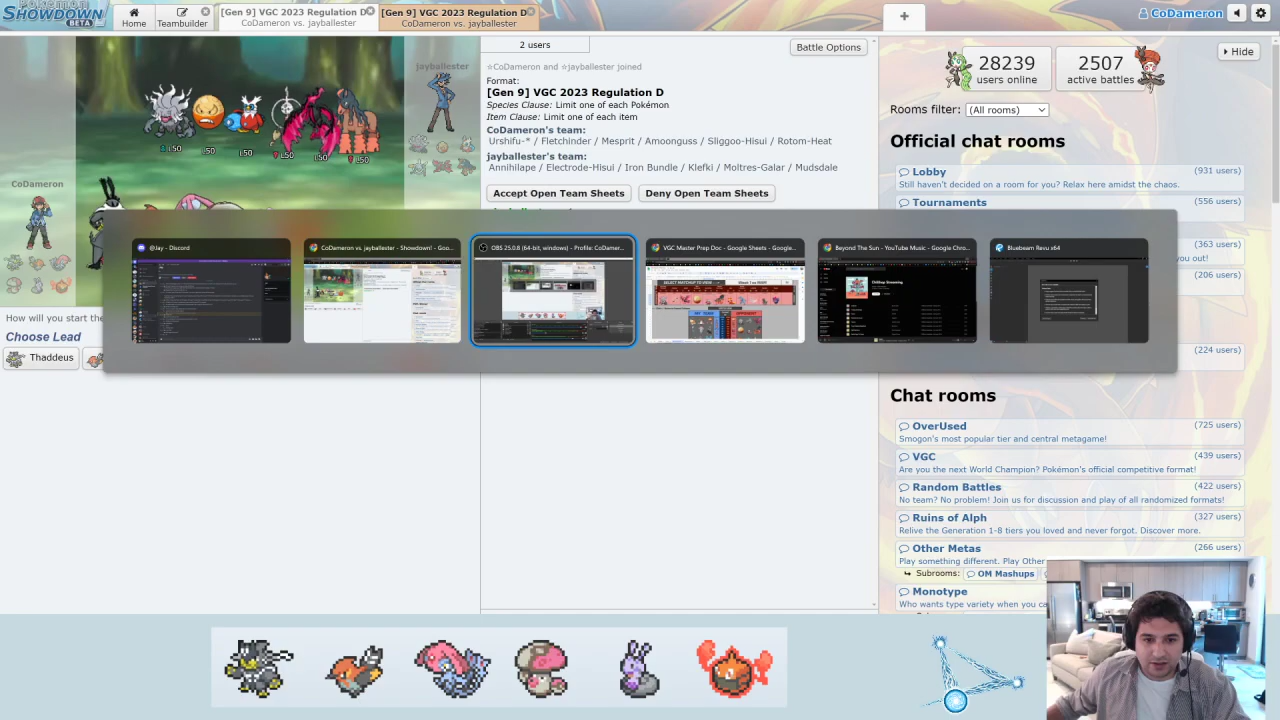 Pokémon
SHOWDOWN
BETA
Home
Teambuilder
[Gen 9] VGC 2023 Regulation D
CoDameron vs. jayballester
[Gen 9] VGC 2023 Regulation D
CoDameron vs. jayballester
+
CoDameron
jayballester
L50
L50
L50
L50
L50
L50
CoDameron
How will you start the
Choose Lead
Thaddeus
2 users
Battle Options
☆CoDameron and ☆jayballester joined
Format:
[Gen 9] VGC 2023 Regulation D
Species Clause: Limit one of each Pokémon
Item Clause: Limit one of each item
CoDameron's team:
Urshifu-* / Fletchinder / Mesprit / Amoonguss / Sliggoo-Hisui / Rotom-Heat
jayballester's team:
Annihilape / Electrode-Hisui / Iron Bundle / Klefki / Moltres-Galar / Mudsdale
Accept Open Team Sheets
Deny Open Team Sheets
@Jay - Discord
CoDameron vs. jayballester - Showdown! - Goo...
OBS 25.0.8 (64-bit, windows) - Profile: CoDamer...
VGC Master Prep Doc - Google Sheets - Google...
Beyond The Sun - YouTube Music - Google Chro...
Bluebeam Revu x64
28239
users online
2507
active battles
Hide
Rooms filter:
(All rooms)
Official chat rooms
Lobby
(931 users)
Still haven't decided on a room for you? Relax here amidst the chaos.
Tournaments
(556 users)
(363 users)
you out!
(206 users)
(224 users)
Chat rooms
OverUsed
(725 users)
Smogon's most popular tier and central metagame!
VGC
(439 users)
Are you the next World Champion? Pokémon's official competitive format!
Random Battles
(422 users)
No team? No problem! Join us for discussion and play of all randomized formats!
Ruins of Alph
(327 users)
Relive the Generation 1-8 tiers you loved and never forgot. Discover more.
Other Metas
(266 users)
Play something different. Play Other
Subrooms:
OM Mashups
Monotype
Who wants type variety when you ca